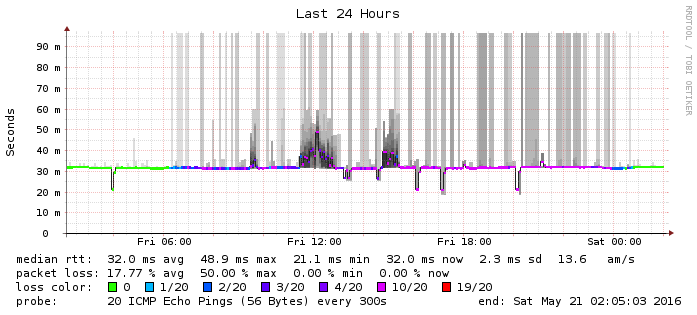 Last 24 Hours
RRDTOOL / TOBI OETIKER
Seconds
90 m
80 m
70 m
60 m
50 m
40 m
30 m
20 m
10 m
0
Fri 06:00 Fri 12:00 Fri 18:00 Sat 00:00
median rtt: 32.0 ms avg 48.9 ms max 21.1 ms min 32.0 ms now 2.3 ms sd 13.6 am/s
packet loss: 17.77 % avg 50.00 % max 0.00 % min 0.00 % now
loss color: 0 1/20 2/20 3/20 4/20 10/20 19/20
probe: 20 ICMP Echo Pings (56 Bytes) every 300s end: Sat May 21 02:05:03 2016